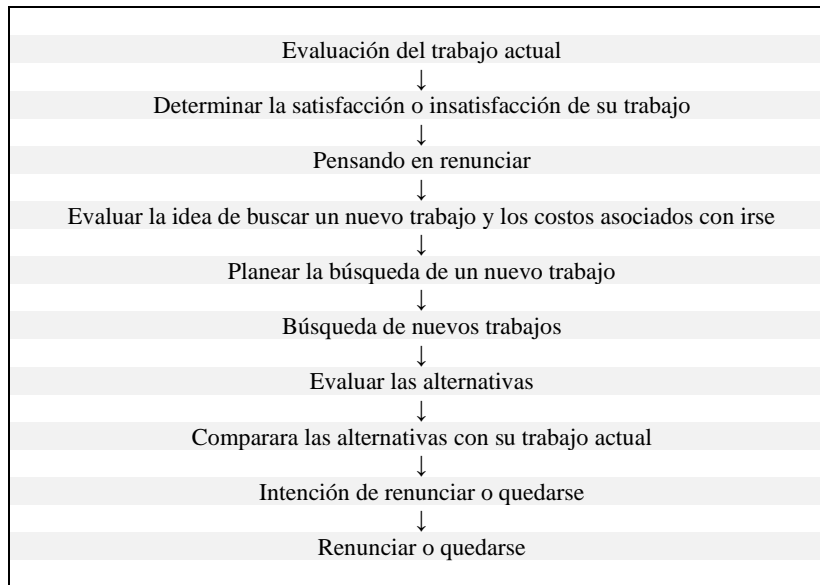 Evaluación del trabajo actual
↓
Determinar la satisfacción o insatisfacción de su trabajo
↓
Pensando en renunciar
↓
Evaluar la idea de buscar un nuevo trabajo y los costos asociados con irse
↓
Planear la búsqueda de un nuevo trabajo
↓
Búsqueda de nuevos trabajos
↓
Evaluar las alternativas
↓
Comparara las alternativas con su trabajo actual
↓
Intención de renunciar o quedarse
↓
Renunciar o quedarse